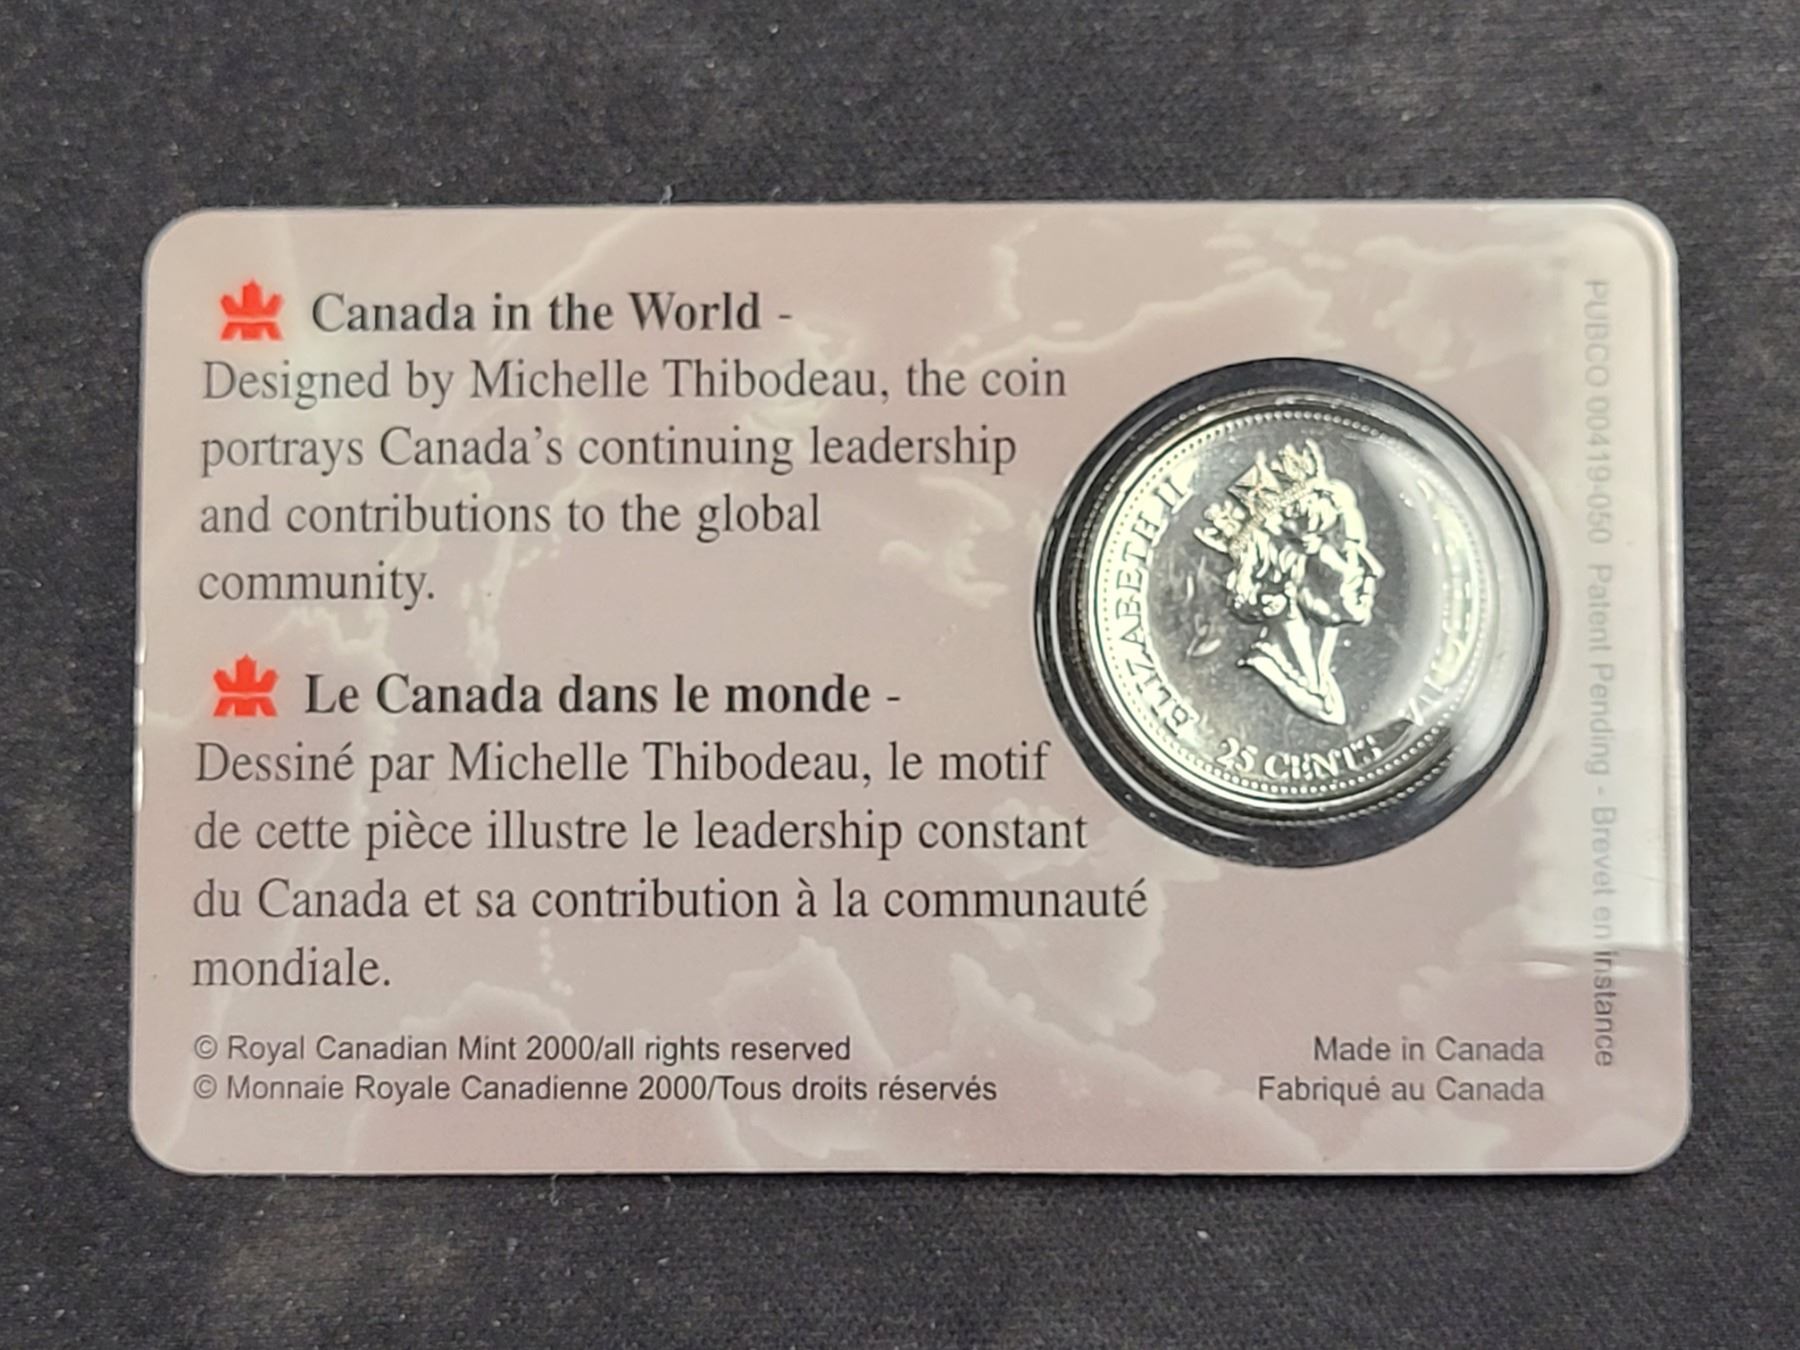 Canada in the World -
Designed by Michelle Thibodeau, the coin
portrays Canada's continuing leadership
and contributions to the global
community.
Le Canada dans le monde -
Dessiné par Michelle Thibodeau, le motif
de cette pièce illustre le leadership constant
du Canada et sa contribution à la communauté
mondiale.
© Royal Canadian Mint 2000/all rights reserved
© Monnaie Royale Canadienne 2000/Tous droits réservés
Made in Canada
Fabriqué au Canada
ELIZABETH II
25 CENTS
PUBCO 00419-050 Patent Pending - Brevet en instance